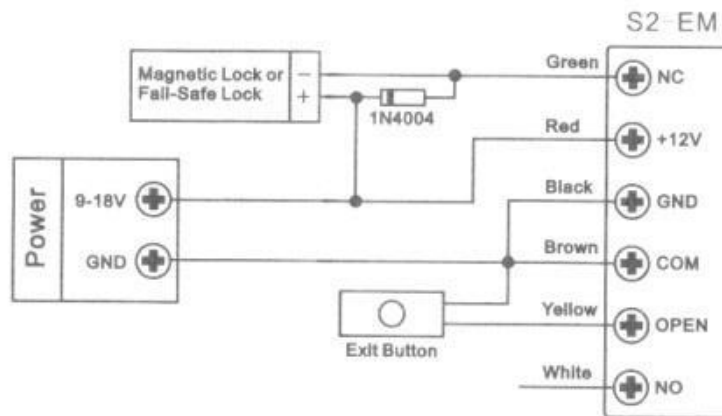 S2-EM
Magnetic Lock or
Fail-Safe Lock
−
+
1N4004
Green
NC
Red
+12V
Black
GND
Brown
COM
Yellow
OPEN
White
NO
Power
9-18V
GND
Exit Button